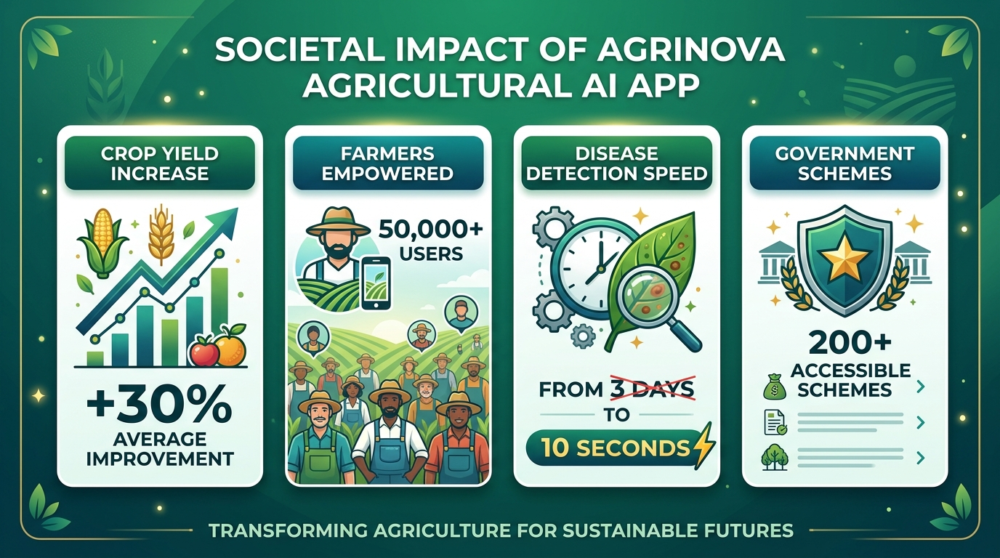 SOCIETAL IMPACT OF AGRINOVA
AGRICULTURAL AI APP
CROP YIELD
INCREASE
+30%
AVERAGE
IMPROVEMENT
FARMERS
EMPOWERED
50,000+
USERS
DISEASE
DETECTION SPEED
FROM 3 DAYS
TO
10 SECONDS
GOVERNMENT
SCHEMES
200+
ACCESSIBLE
SCHEMES
$
TRANSFORMING AGRICULTURE FOR SUSTAINABLE FUTURES